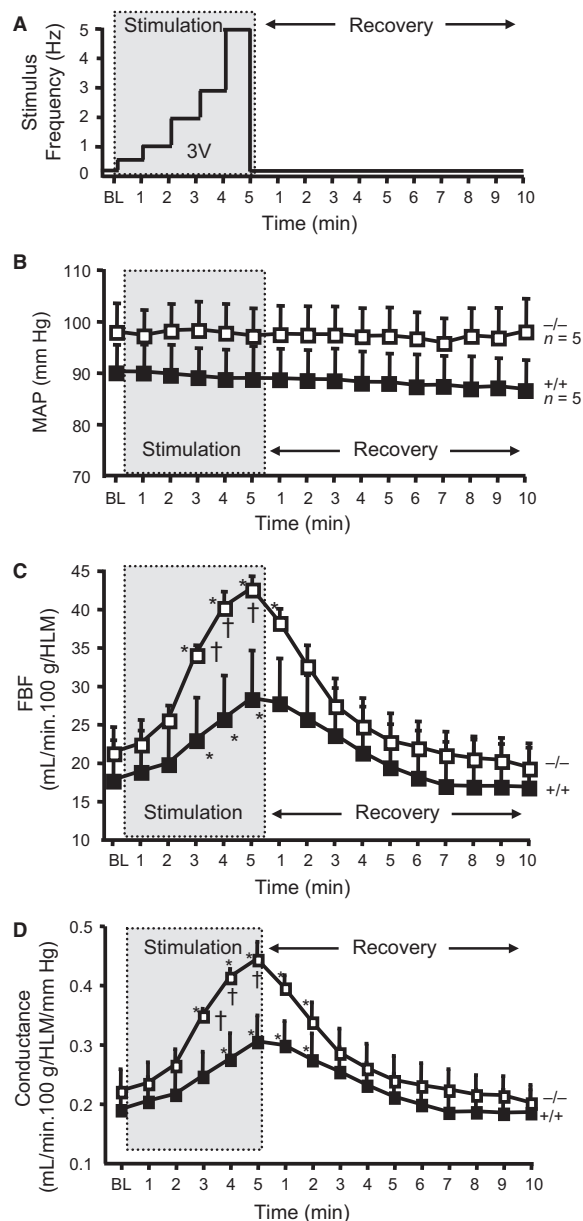 A
Stimulation
Recovery
Stimulus
Frequency (Hz)
5
4
3
2
1
0
3V
BL 1 2 3 4 5 1 2 3 4 5 6 7 8 9 10
Time (min)
B
MAP (mm Hg)
110
100
90
80
70
–/–
n = 5
+/+
n = 5
Stimulation
Recovery
BL 1 2 3 4 5 1 2 3 4 5 6 7 8 9 10
Time (min)
C
FBF
(mL/min.100 g/HLM)
45
40
35
30
25
20
15
10
* * * *
† † †
* * *
–/–
+/+
Stimulation
Recovery
BL 1 2 3 4 5 1 2 3 4 5 6 7 8 9 10
Time (min)
D
Stimulation
Recovery
Conductance
(mL/min.100 g/HLM/mm Hg)
0.5
0.4
0.3
0.2
0.1
* * * * *
† † †
* * * *
–/–
+/+
BL 1 2 3 4 5 1 2 3 4 5 6 7 8 9 10
Time (min)